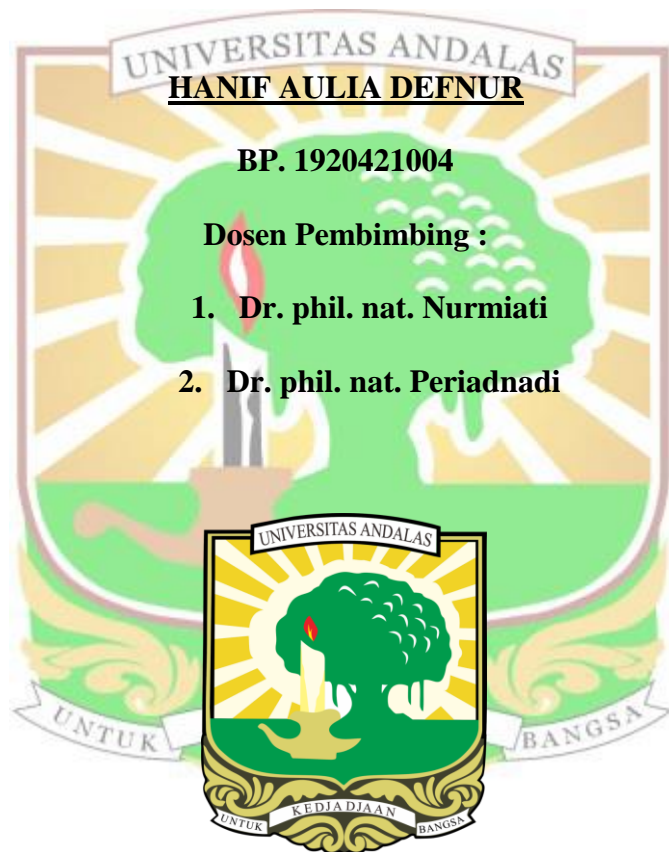 UNIVERSITAS ANDALAS
HANIF AULIA DEFNUR
BP. 1920421004
Dosen Pembimbing :
1. Dr. phil. nat. Nurmiati
2. Dr. phil. nat. Periadnadi
UNIVERSITAS ANDALAS
UNTUK BANGSA
UNTUK KEDJADJAAN BANGSA